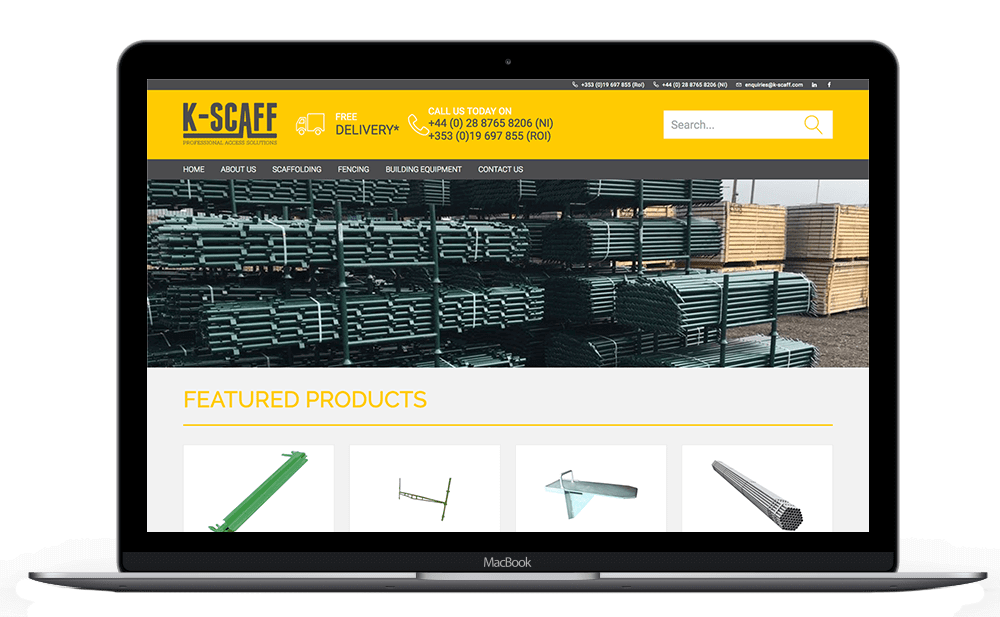 +353 (0)19 697 855 (RoI) +44 (0) 28 8765 8206 (NI) enquiries@k-scaff.com in f
K-SCAFF
PROFESSIONAL ACCESS SOLUTIONS
FREE
DELIVERY*
CALL US TODAY ON
+44 (0) 28 8765 8206 (NI)
+353 (0)19 697 855 (ROI)
Search...
HOME ABOUT US SCAFFOLDING FENCING BUILDING EQUIPMENT CONTACT US
FEATURED PRODUCTS
MacBook